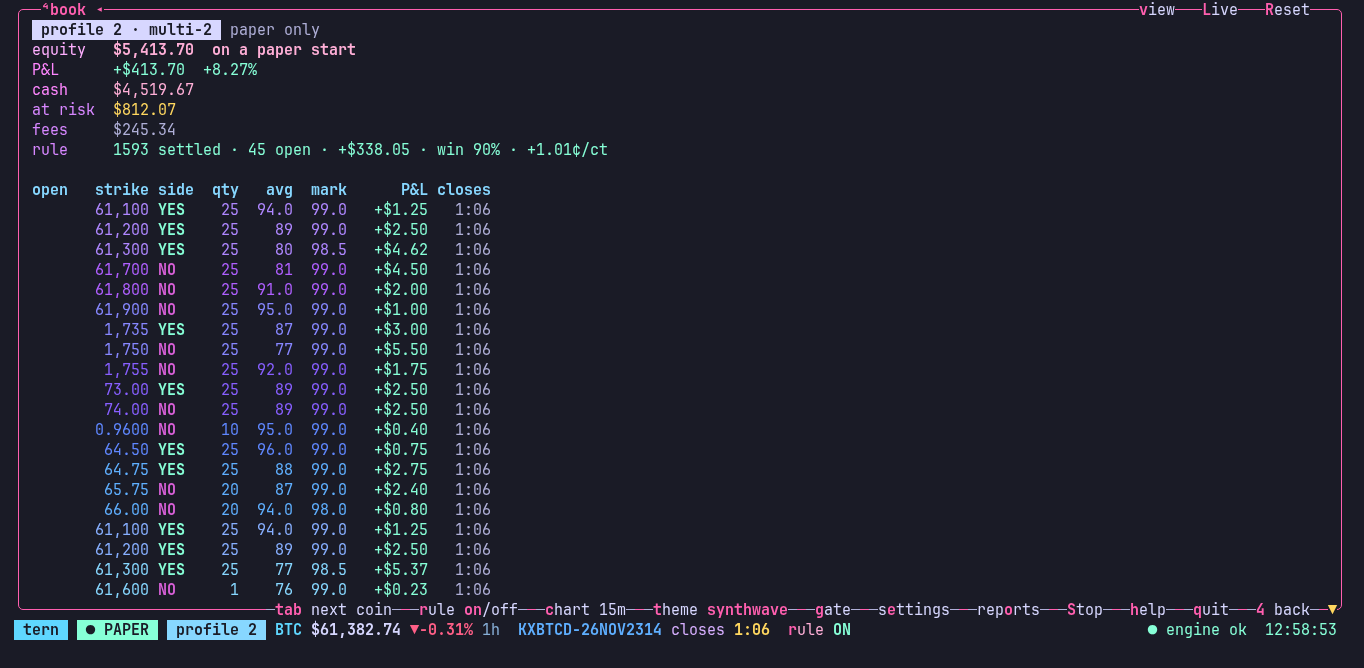 ⁴book ◂ view Live Reset
profile 2 · multi-2 paper only
equity $5,413.70 on a paper start
P&L +$413.70 +8.27%
cash $4,519.67
at risk $812.07
fees $245.34
rule 1593 settled · 45 open · +$338.05 · win 90% · +1.01¢/ct
open strike side qty avg mark P&L closes
61,100 YES 25 94.0 99.0 +$1.25 1:06
61,200 YES 25 89 99.0 +$2.50 1:06
61,300 YES 25 80 98.5 +$4.62 1:06
61,700 NO 25 81 99.0 +$4.50 1:06
61,800 NO 25 91.0 99.0 +$2.00 1:06
61,900 NO 25 95.0 99.0 +$1.00 1:06
1,735 YES 25 87 99.0 +$3.00 1:06
1,750 NO 25 77 99.0 +$5.50 1:06
1,755 NO 25 92.0 99.0 +$1.75 1:06
73.00 YES 25 89 99.0 +$2.50 1:06
74.00 NO 25 89 99.0 +$2.50 1:06
0.9600 NO 10 95.0 99.0 +$0.40 1:06
64.50 YES 25 96.0 99.0 +$0.75 1:06
64.75 YES 25 88 99.0 +$2.75 1:06
65.75 NO 20 87 99.0 +$2.40 1:06
66.00 NO 20 94.0 98.0 +$0.80 1:06
61,100 YES 25 94.0 99.0 +$1.25 1:06
61,200 YES 25 89 99.0 +$2.50 1:06
61,300 YES 25 77 98.5 +$5.37 1:06
61,600 NO 1 76 99.0 +$0.23 1:06
tab next coin rule on/off chart 15m theme synthwave gate settings reports Stop help quit 4 back ▼
tern ● PAPER profile 2 BTC $61,382.74 ▼-0.31% 1h KXBTCD-26NOV2314 closes 1:06 rule ON ● engine ok 12:58:53